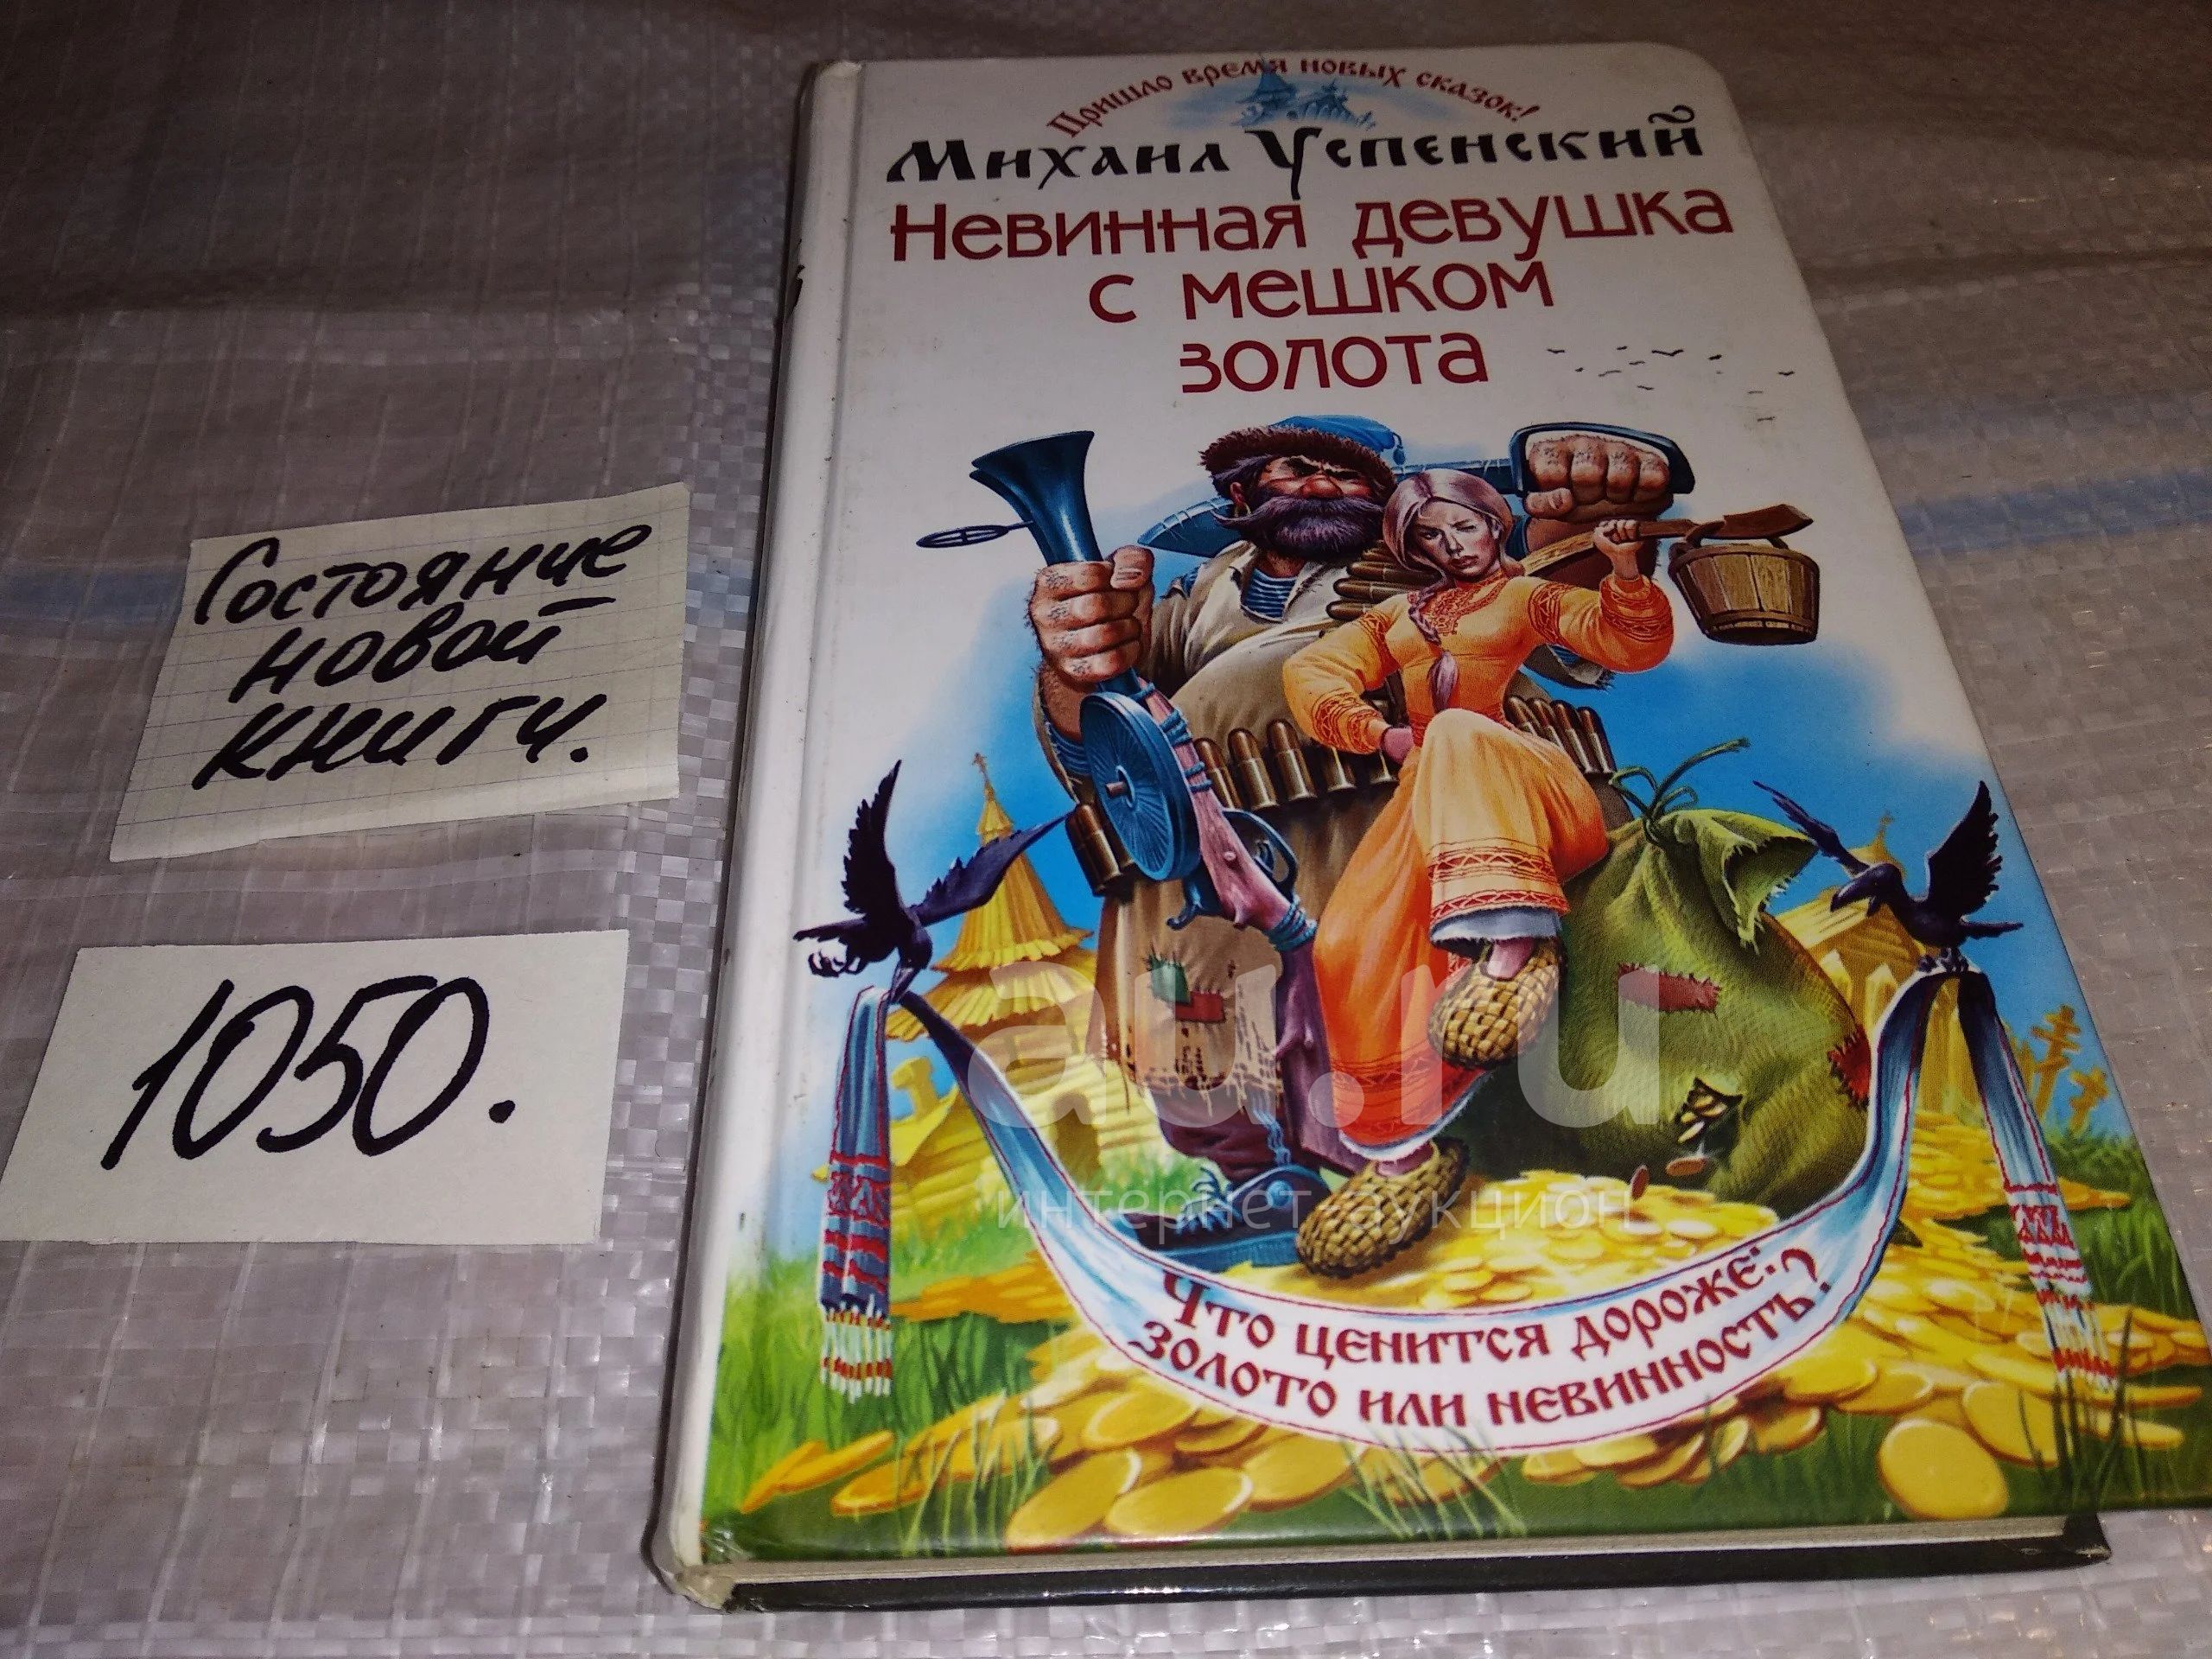 Пришло время новых сказок!
Михаил Успенский
Невинная девушка
с мешком
золота
Состояние
новой
книги.
1050.
au.ru
интернет аукцион
Что ценится дороже:
золото или невинность?